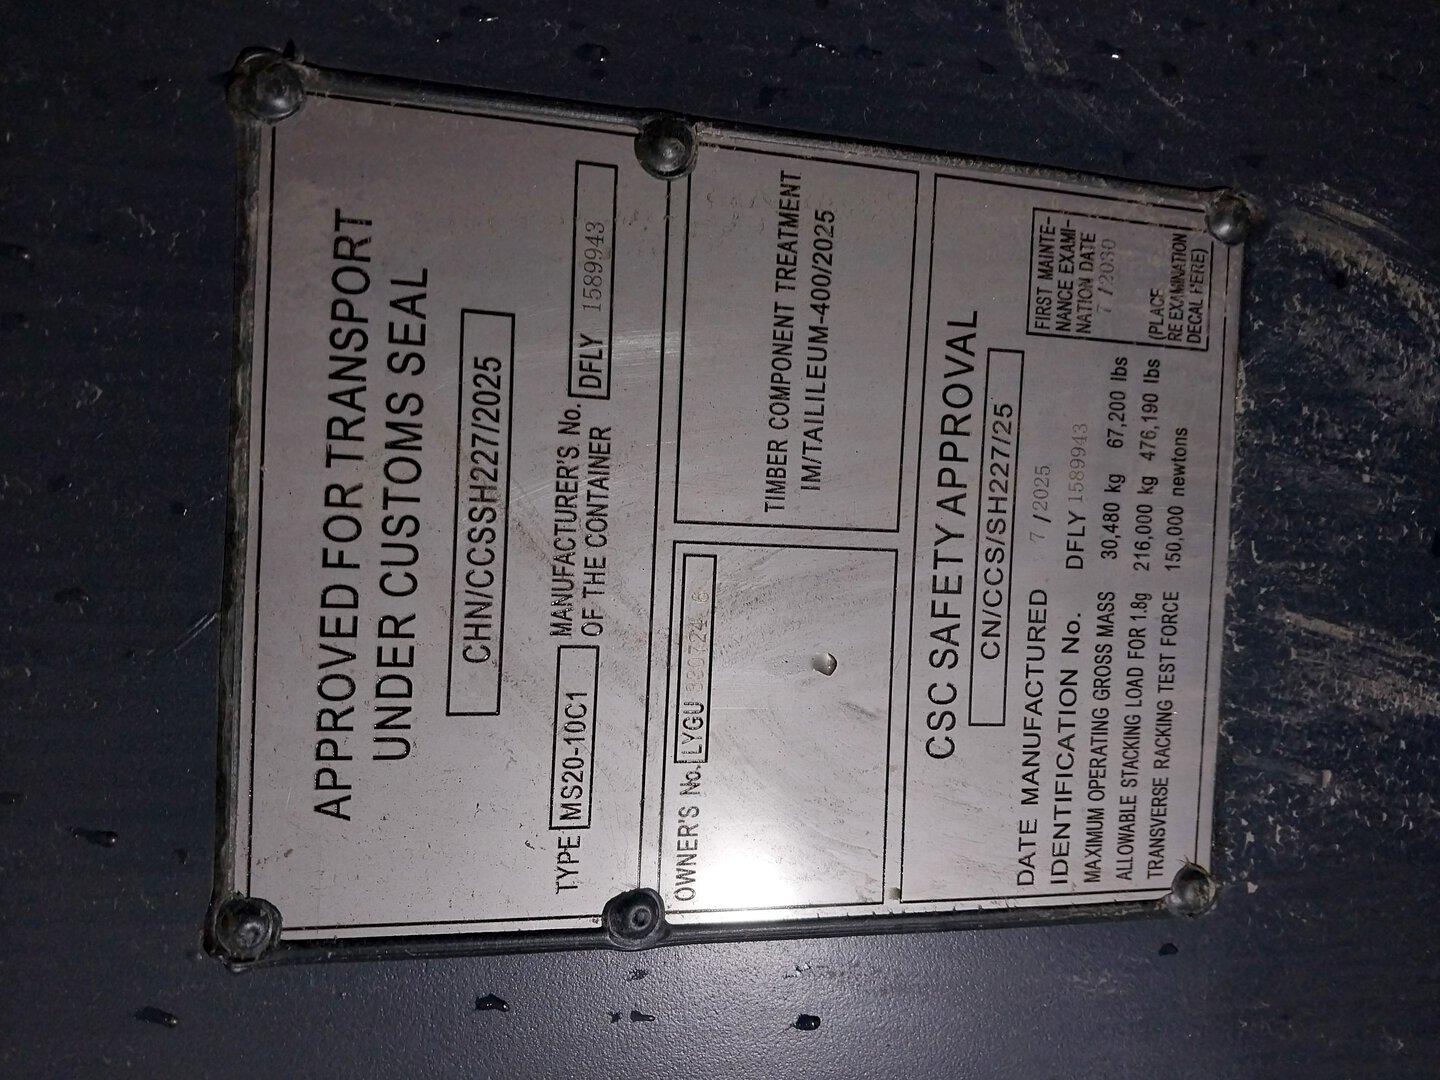 APPROVED FOR TRANSPORT
UNDER CUSTOMS SEAL
CHN/CCSSH227/2025
TYPE MS20-10C1 MANUFACTURER'S No. OF THE CONTAINER DFLY 1589943
OWNER'S No. LYGU
TIMBER COMPONENT TREATMENT
IM/TAILILEUM-400/2025
CSC SAFETY APPROVAL
CN/CCS/SH227/25
DATE MANUFACTURED 7 /2025
IDENTIFICATION No. DFLY 1589943
MAXIMUM OPERATING GROSS MASS 30,480 kg 67,200 lbs
ALLOWABLE STACKING LOAD FOR 1.8g 216,000 kg 476,190 lbs
TRANSVERSE RACKING TEST FORCE 150,000 newtons
FIRST MAINTE-
NANCE EXAMI-
NATION DATE
7 /2030
(PLACE
RE EXAMINATION
DECAL HERE)